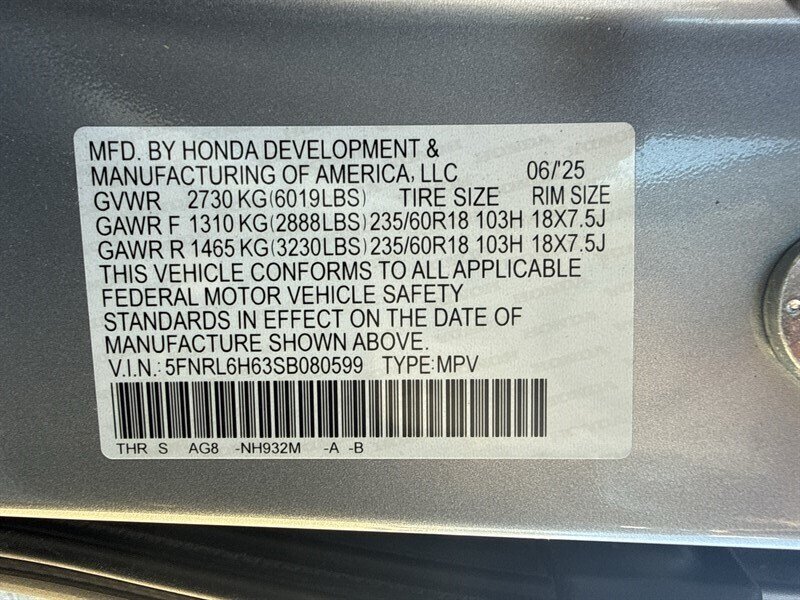 MFD. BY HONDA DEVELOPMENT &
MANUFACTURING OF AMERICA, LLC 06/'25
GVWR 2730 KG(6019LBS) TIRE SIZE RIM SIZE
GAWR F 1310 KG(2888LBS) 235/60R18 103H 18X7.5J
GAWR R 1465 KG(3230LBS) 235/60R18 103H 18X7.5J
THIS VEHICLE CONFORMS TO ALL APPLICABLE
FEDERAL MOTOR VEHICLE SAFETY
STANDARDS IN EFFECT ON THE DATE OF
MANUFACTURE SHOWN ABOVE.
V.I.N.: 5FNRL6H63SB080599 TYPE:MPV
THR S AG8 -NH932M -A -B